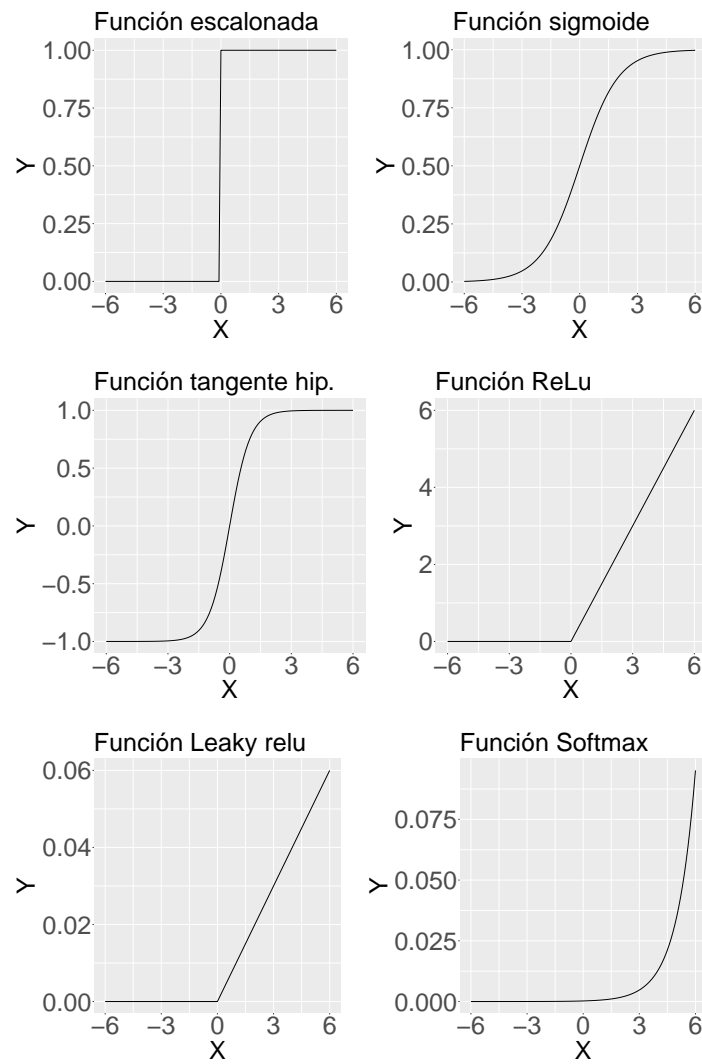 Función escalonada
1.00
0.75
0.50
0.25
0.00
Y
−6 −3 0 3 6
X
Función sigmoide
1.00
0.75
0.50
0.25
0.00
Y
−6 −3 0 3 6
X
Función tangente hip.
1.0
0.5
0.0
−0.5
−1.0
Y
−6 −3 0 3 6
X
Función ReLu
6
4
2
0
Y
−6 −3 0 3 6
X
Función Leaky relu
0.06
0.04
0.02
0.00
Y
−6 −3 0 3 6
X
Función Softmax
0.075
0.050
0.025
0.000
Y
−6 −3 0 3 6
X